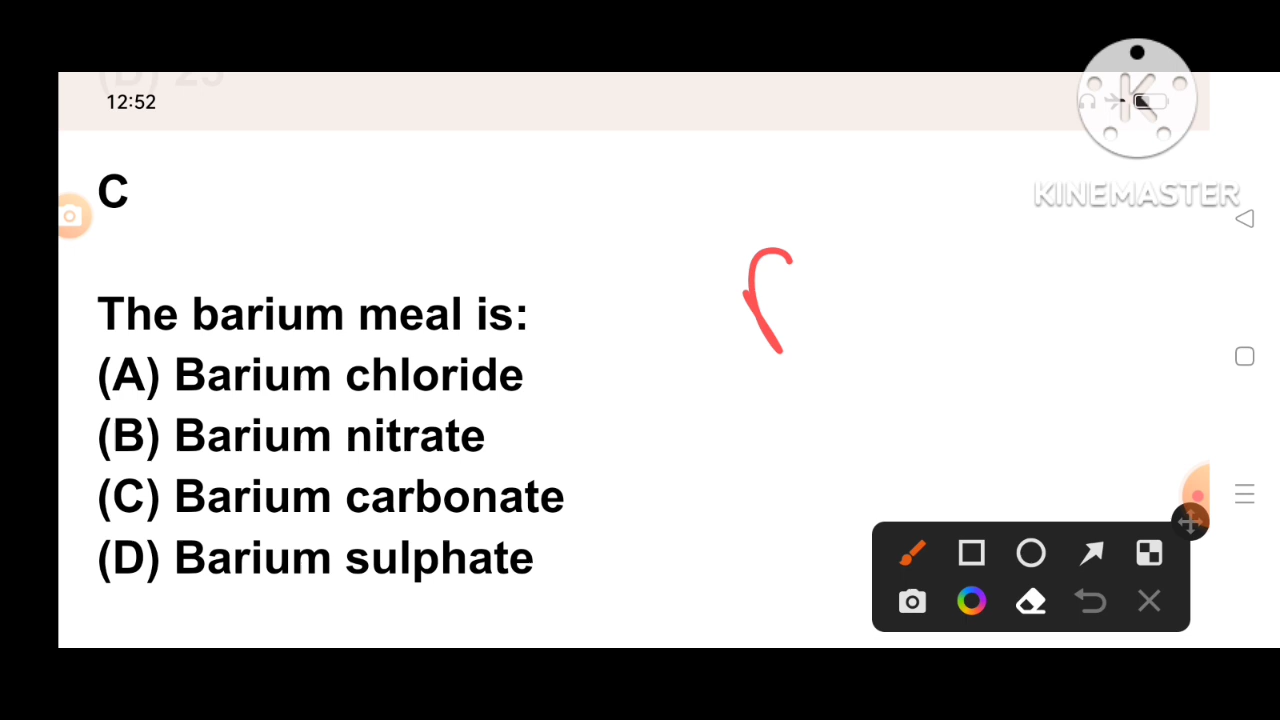 12:52
KINEMASTER
C
The barium meal is:
(A) Barium chloride
(B) Barium nitrate
(C) Barium carbonate
(D) Barium sulphate